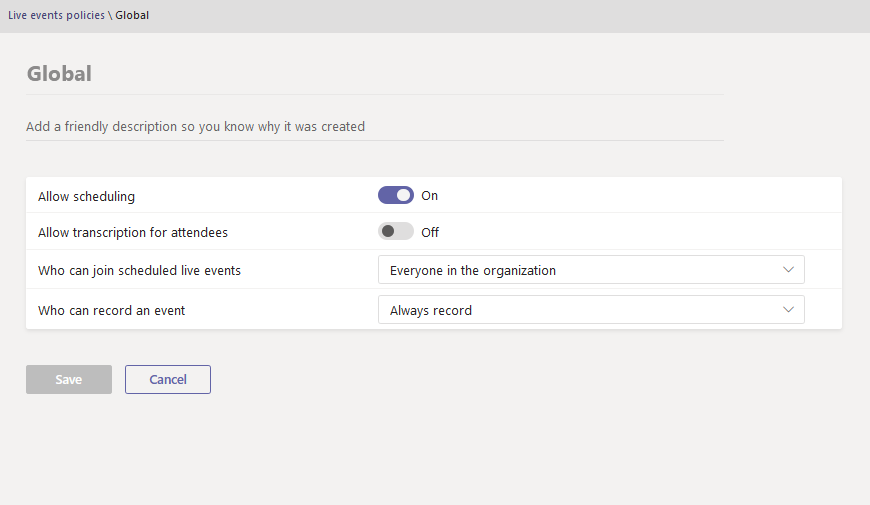 Live events policies \ Global
Global
Add a friendly description so you know why it was created
Allow scheduling On
Allow transcription for attendees Off
Who can join scheduled live events Everyone in the organization
Who can record an event Always record
Save Cancel